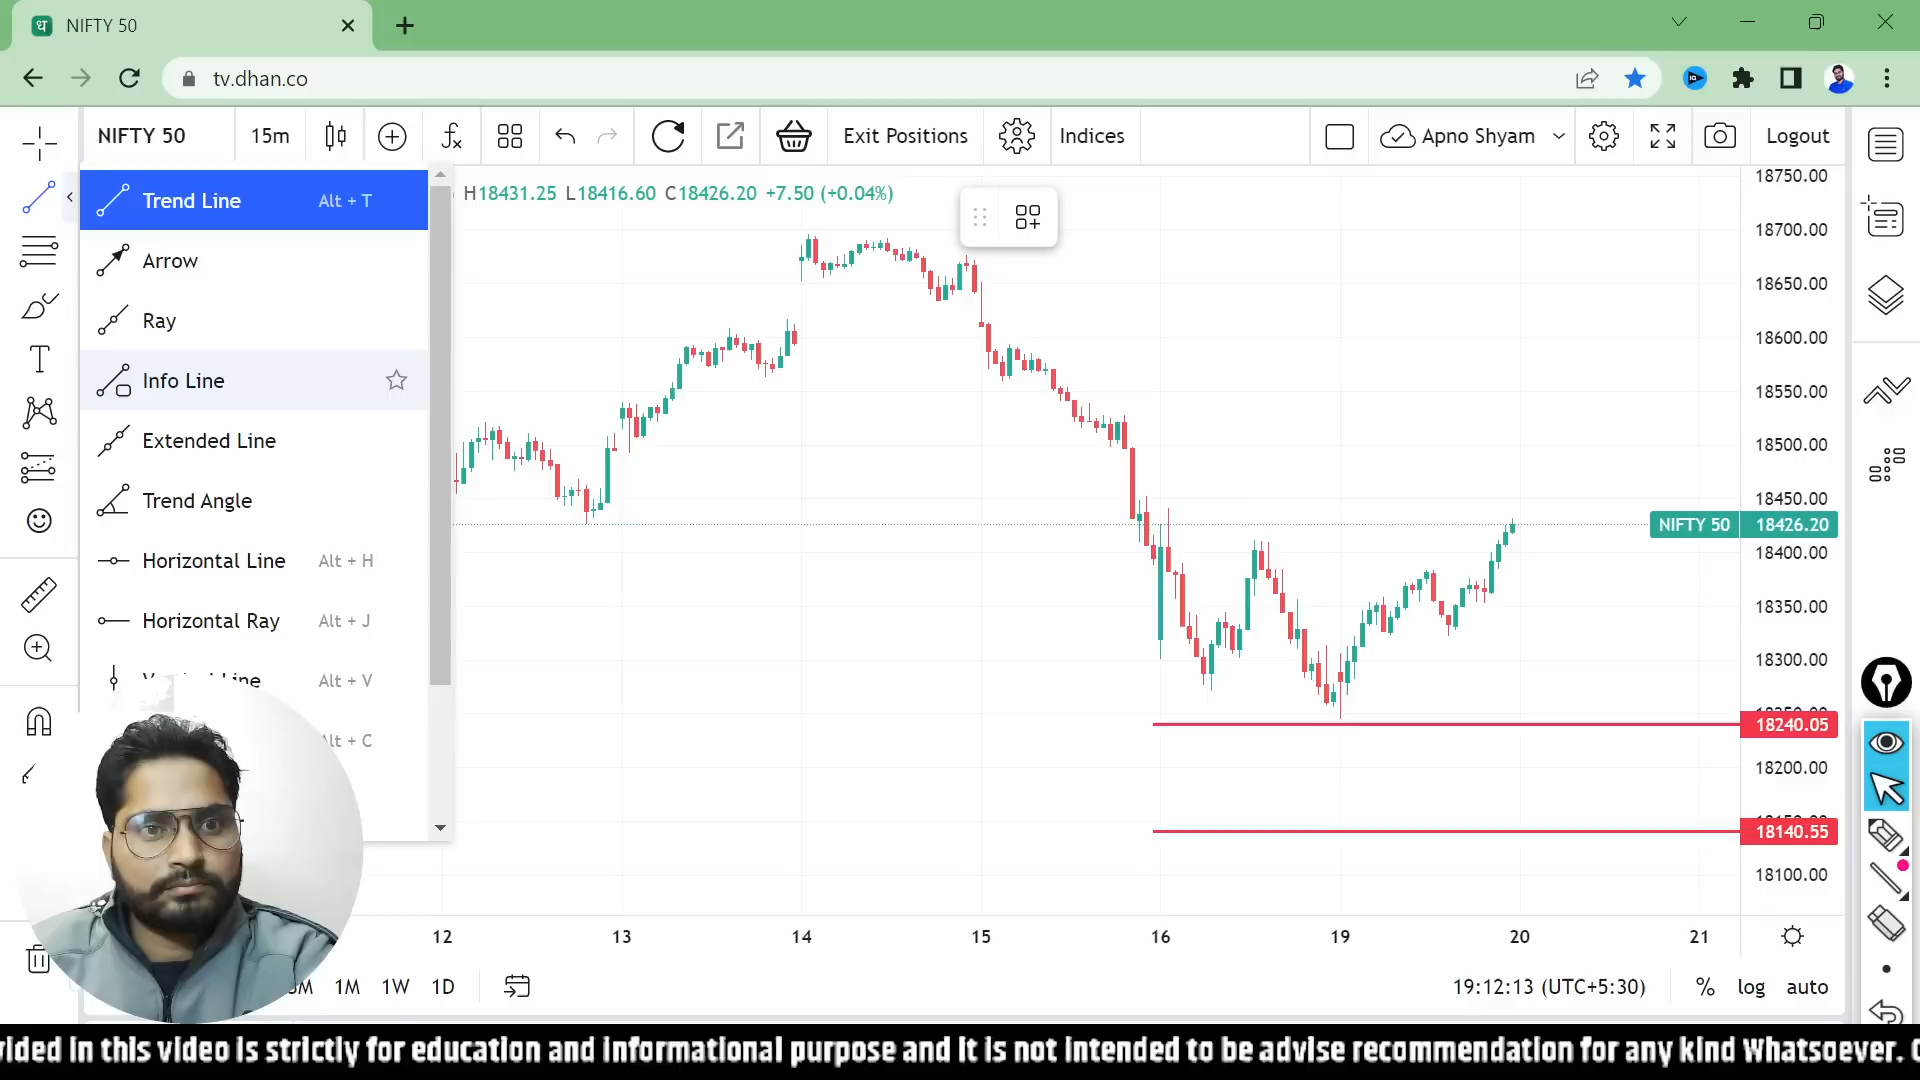 NIFTY 50
tv.dhan.co
NIFTY 50
15m
Exit Positions
Indices
Apno Shyam
Logout
H18431.25 L18416.60 C18426.20 +7.50 (+0.04%)
Trend Line Alt + T
Arrow
Ray
Info Line
Extended Line
Trend Angle
Horizontal Line Alt + H
Horizontal Ray Alt + J
Alt + V
18750.00
18700.00
18650.00
18600.00
18550.00
18500.00
18450.00
NIFTY 50 18426.20
18400.00
18350.00
18300.00
18240.05
18200.00
18140.55
18100.00
12 13 14 15 16 19 20 21
1M 1W 1D
19:12:13 (UTC+5:30) % log auto
in this video is strictly for education and informational purpose and it is not intended to be advise recommendation for any kind Whatsoever.